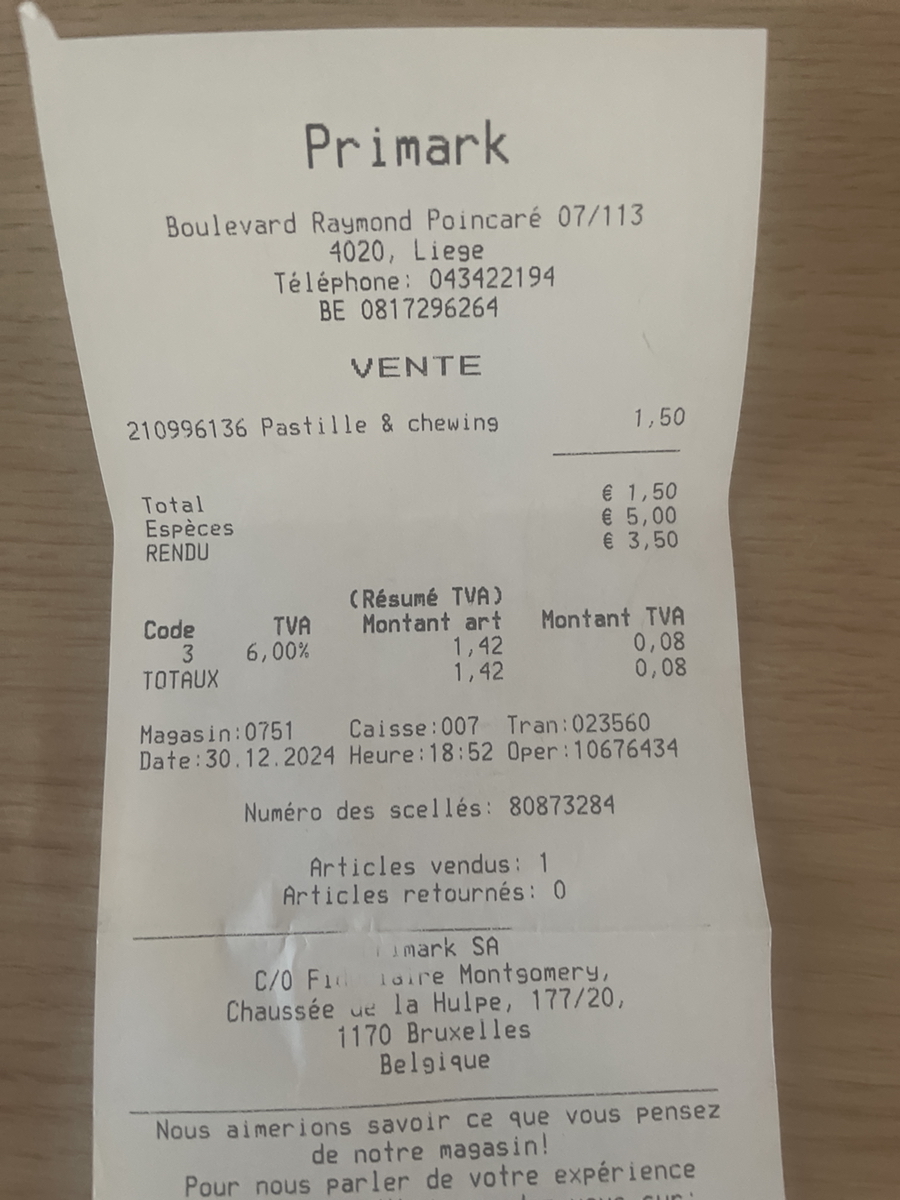 Primark
Boulevard Raymond Poincaré 07/113
4020, Liege
Téléphone: 043422194
BE 0817296264
VENTE
210996136 Pastille & chewing 1,50
Total € 1,50
Espèces € 5,00
RENDU € 3,50
(Résumé TVA)
Code TVA Montant art Montant TVA
3 6,00% 1,42 0,08
TOTAUX 1,42 0,08
Magasin:0751 Caisse:007 Tran:023560
Date:30.12.2024 Heure:18:52 Oper:10676434
Numéro des scellés: 80873284
Articles vendus: 1
Articles retournés: 0
SA
C/O Montgomery,
Chaussée de la Hulpe, 177/20,
1170 Bruxelles
Belgique
Nous aimerions savoir ce que vous pensez
de notre magasin!
Pour nous parler de votre expérience